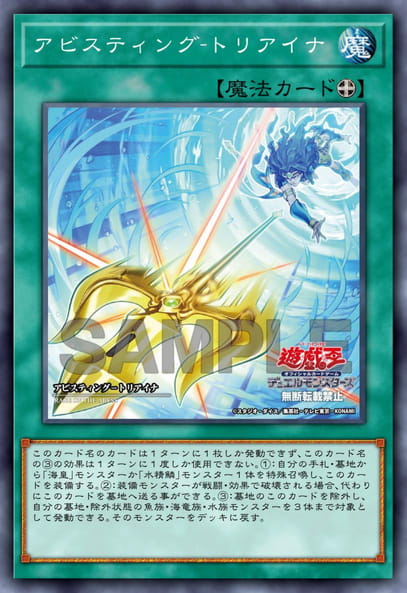 アビスティング-トリアイナ
魔
【魔法カード】
SAMPLE
アビスティング-トリアイナ
遊戯王
オフィシャルカードゲーム
デュエルモンスターズ
無断転載禁止
©スタジオ・ダイス/集英社・テレビ東京・KONAMI
このカード名のカードは1ターンに1枚しか発動できず、このカード名
の③の効果は1ターンに1度しか使用できない。①:自分の手札・墓地か
ら「海皇」モンスターか「水精鱗」モンスター1体を特殊召喚し、このカー
ドを装備する。②:装備モンスターが戦闘・効果で破壊される場合、代わり
にこのカードを墓地へ送る事ができる。③:墓地のこのカードを除外し、
自分の墓地・除外状態の魚族・海竜族・水族モンスターを3体まで対象と
して発動できる。そのモンスターをデッキに戻す。